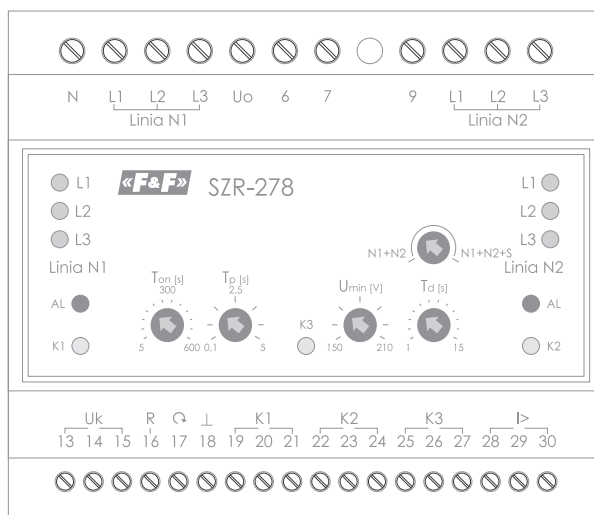 N L1 L2 L3 Uo 6 7 9 L1 L2 L3
Linia N1 Linia N2
L1 «F&F» SZR-278 L1
L2 L2
L3 L3
N1+N2 N1+N2+S
Linia N1 Linia N2
Ton [s] Tp [s] Umin [V] Td [s]
300 2,5
AL AL
K1 K3 K2
5 600 0,1 5 150 210 1 15
Uk R ⊥ K1 K2 K3 I>
13 14 15 16 17 18 19 20 21 22 23 24 25 26 27 28 29 30